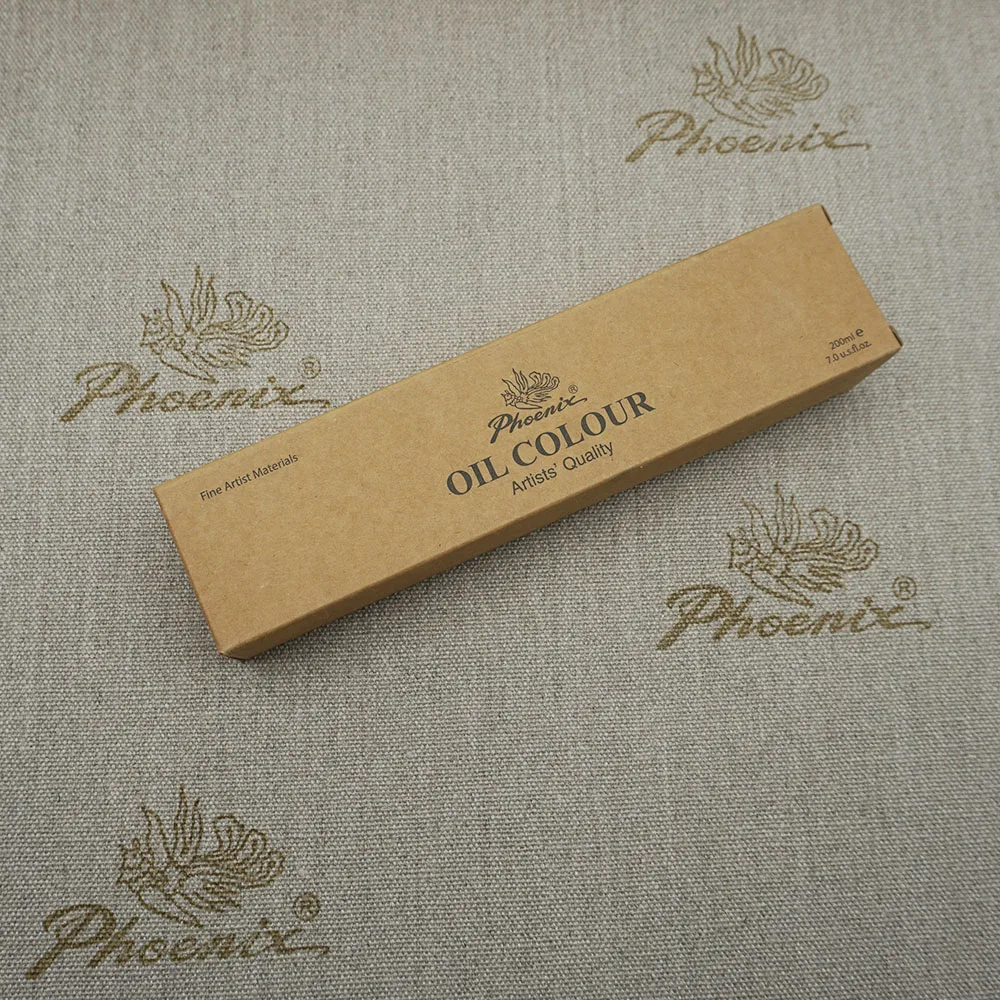 Phoenix®
Phoenix®
Phoenix®
OIL COLOUR
Artists' Quality
Fine Artist Materials
200ml e
7.0 u.s.fl.oz.
Phoenix®
Phoenix®